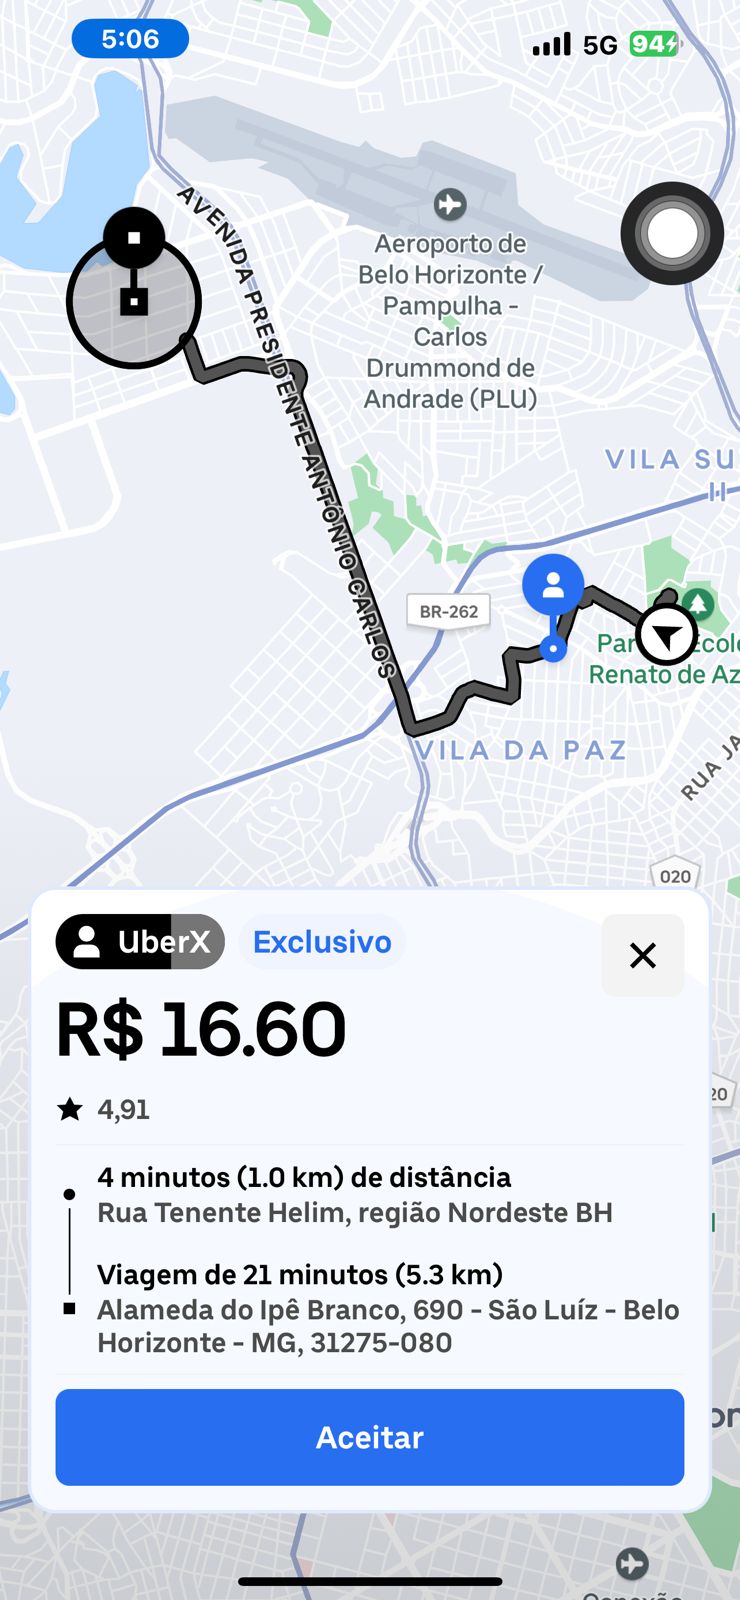 5:06
5G 94
AVENIDA PRESIDENTE ANTÔNIO CARLOS
Aeroporto de
Belo Horizonte /
Pampulha -
Carlos
Drummond de
Andrade (PLU)
VILA SU
BR-262
Renato de Az
VILA DA PAZ
RUA JA
020
UberX Exclusivo
R$ 16.60
4,91
20
4 minutos (1.0 km) de distância
Rua Tenente Helim, região Nordeste BH
Viagem de 21 minutos (5.3 km)
Alameda do Ipê Branco, 690 - São Luíz - Belo
Horizonte - MG, 31275-080
Aceitar